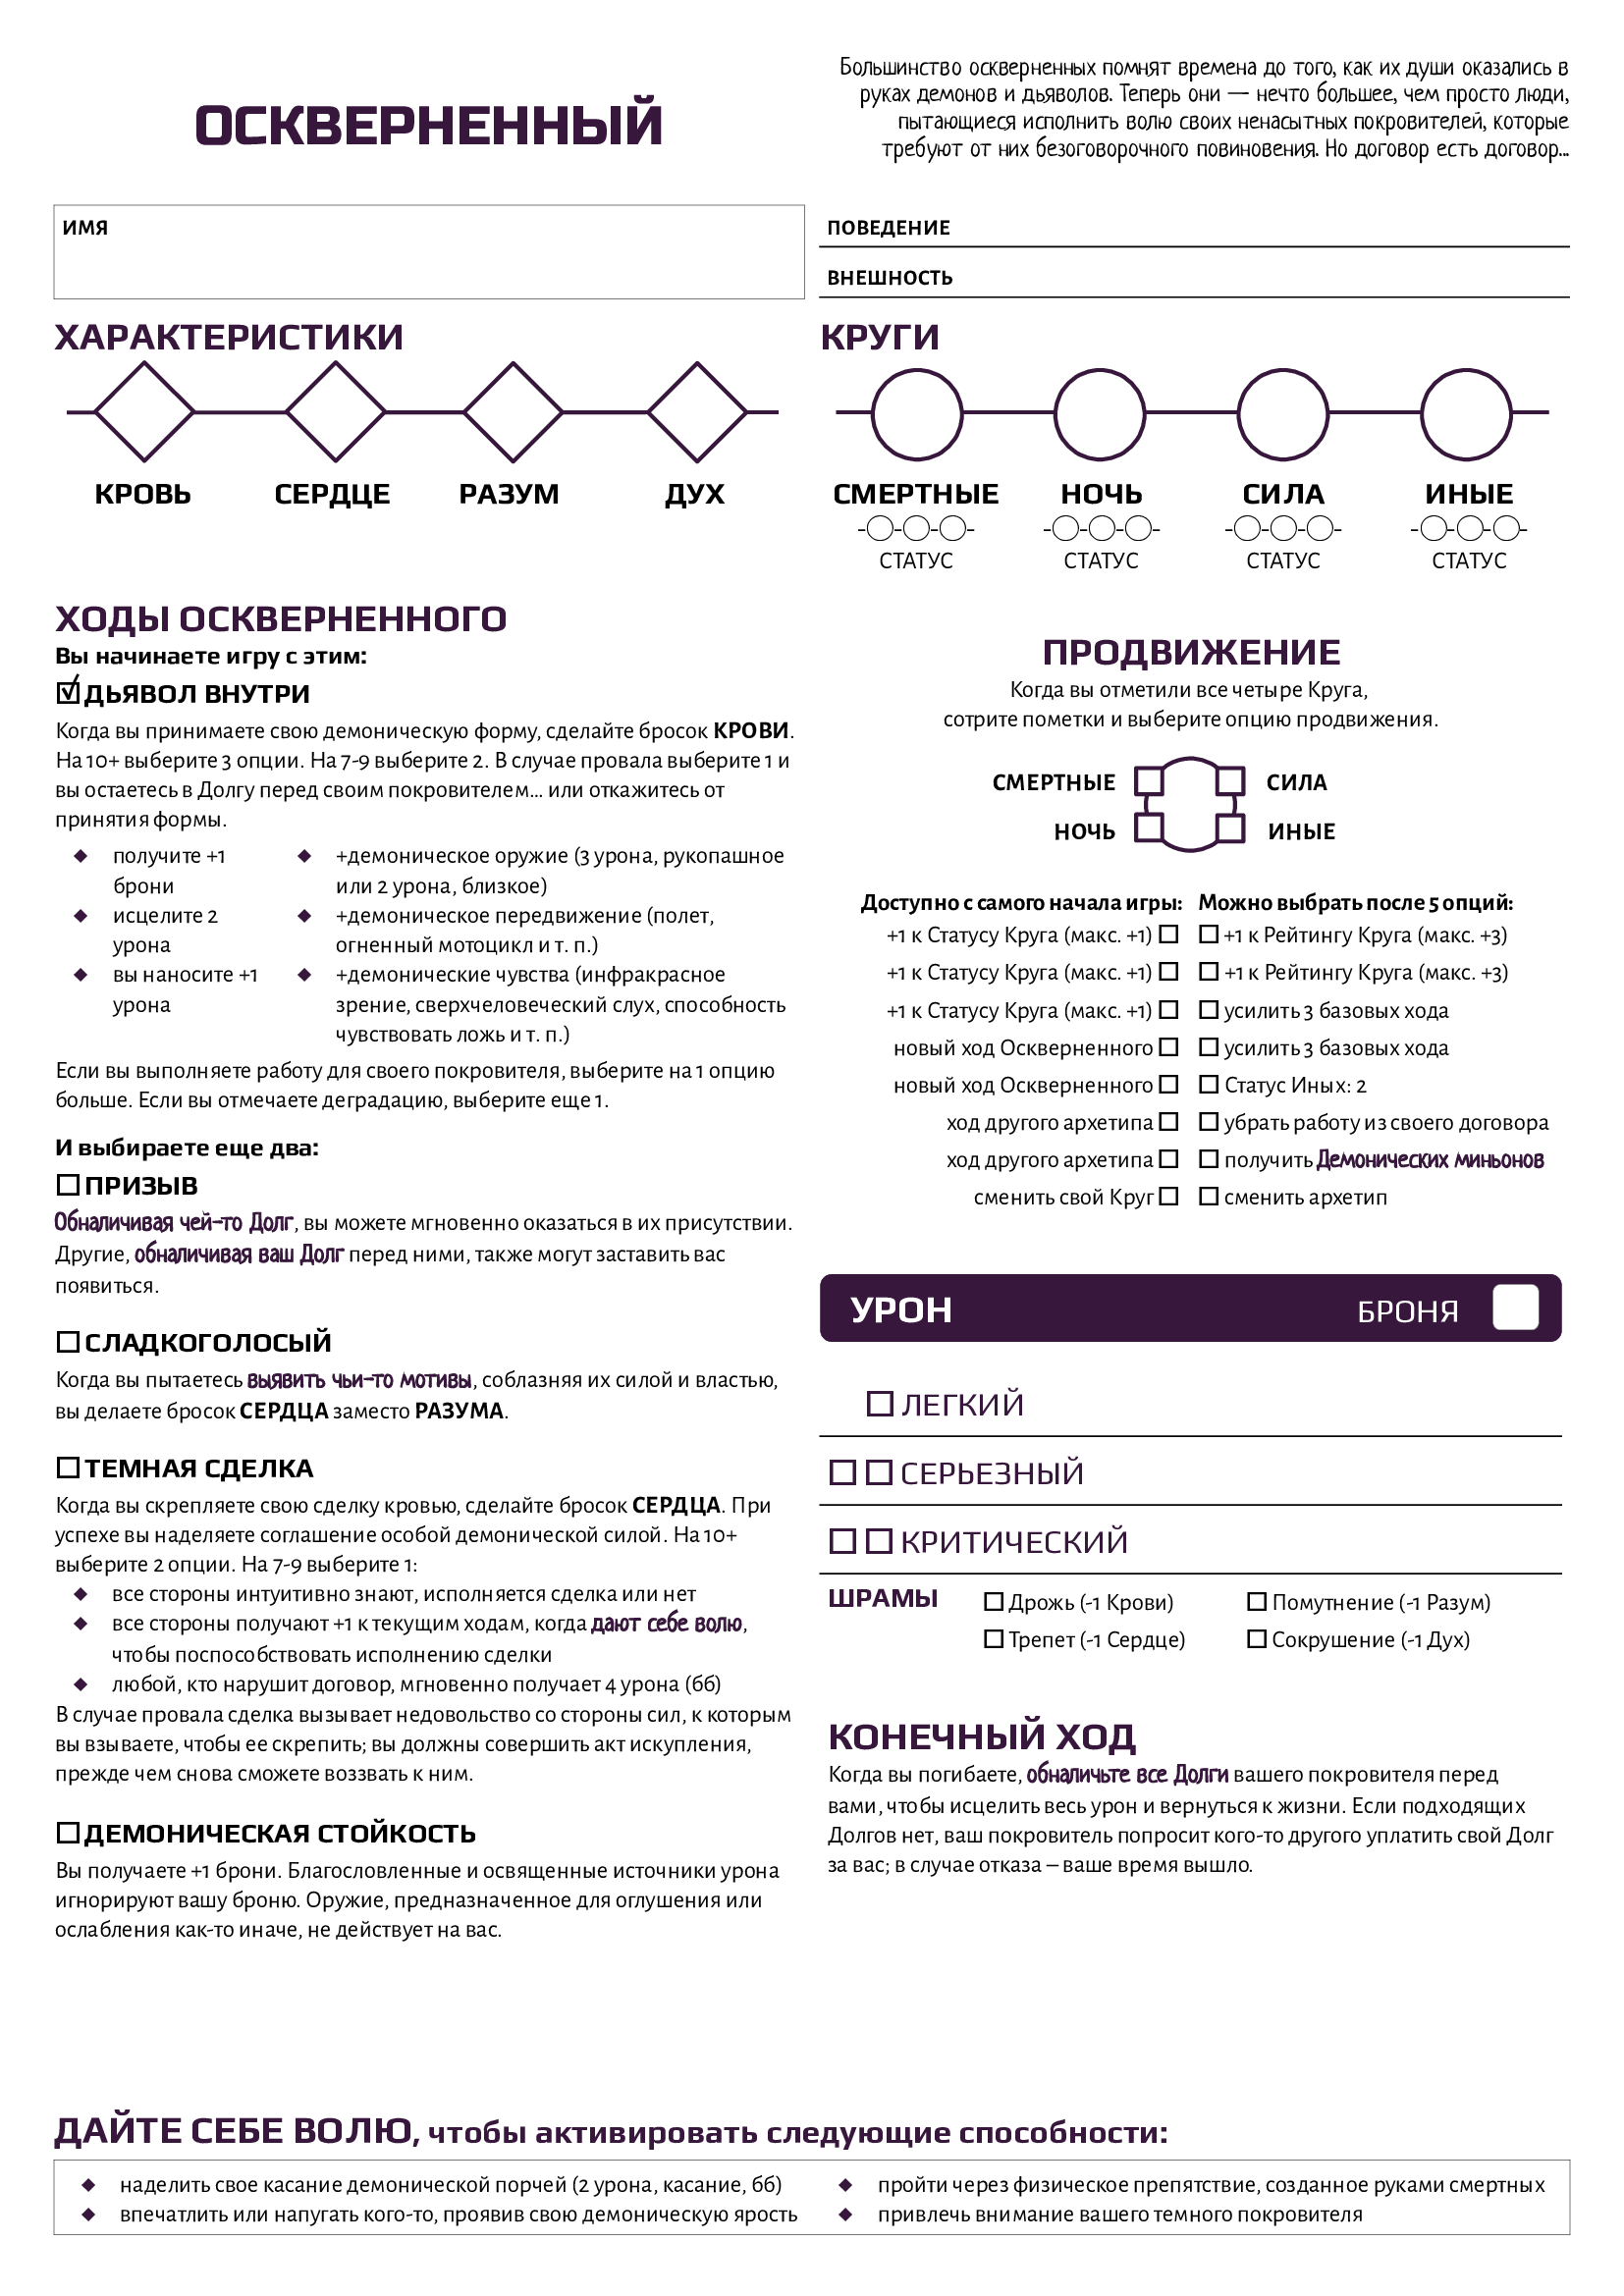 ОСКВЕРНЕННЫЙ
Большинство оскверненных помнят времена до того, как их души оказались в
руках демонов и дьяволов. Теперь они — нечто большее, чем просто люди,
пытающиеся исполнить волю своих ненасытных покровителей, которые
требуют от них безоговорочного повиновения. Но договор есть договор...
ИМЯ
ПОВЕДЕНИЕ
ВНЕШНОСТЬ
ХАРАКТЕРИСТИКИ
КРОВЬ СЕРДЦЕ РАЗУМ ДУХ
КРУГИ
СМЕРТНЫЕ НОЧЬ СИЛА ИНЫЕ
СТАТУС СТАТУС СТАТУС СТАТУС
ХОДЫ ОСКВЕРНЕННОГО
Вы начинаете игру с этим:
ДЬЯВОЛ ВНУТРИ
Когда вы принимаете свою демоническую форму, сделайте бросок КРОВИ.
На 10+ выберите 3 опции. На 7-9 выберите 2. В случае провала выберите 1 и
вы остаетесь в Долгу перед своим покровителем... или откажитесь от
принятия формы.
получите +1
брони
исцелите 2
урона
вы наносите +1
урона
+демоническое оружие (3 урона, рукопашное
или 2 урона, близкое)
+демоническое передвижение (полет,
огненный мотоцикл и т. п.)
+демонические чувства (инфракрасное
зрение, сверхчеловеческий слух, способность
чувствовать ложь и т. п.)
Если вы выполняете работу для своего покровителя, выберите на 1 опцию
больше. Если вы отмечаете деградацию, выберите еще 1.
И выбираете еще два:
ПРИЗЫВ
Обналичивая чей-то Долг, вы можете мгновенно оказаться в их присутствии.
Другие, обналичивая ваш Долг перед ними, также могут заставить вас
появиться.
СЛАДКОГОЛОСЫЙ
Когда вы пытаетесь выявить чьи-то мотивы, соблазняя их силой и властью,
вы делаете бросок СЕРДЦА заместо РАЗУМА.
ТЕМНАЯ СДЕЛКА
Когда вы скрепляете свою сделку кровью, сделайте бросок СЕРДЦА. При
успехе вы наделяете соглашение особой демонической силой. На 10+
выберите 2 опции. На 7-9 выберите 1:
все стороны интуитивно знают, исполняется сделка или нет
все стороны получают +1 к текущим ходам, когда дают себе волю,
чтобы поспособствовать исполнению сделки
любой, кто нарушит договор, мгновенно получает 4 урона (бб)
В случае провала сделка вызывает недовольство со стороны сил, к которым
вы взываете, чтобы ее скрепить; вы должны совершить акт искупления,
прежде чем снова сможете воззвать к ним.
ДЕМОНИЧЕСКАЯ СТОЙКОСТЬ
Вы получаете +1 брони. Благословленные и освященные источники урона
игнорируют вашу броню. Оружие, предназначенное для оглушения или
ослабления как-то иначе, не действует на вас.
ПРОДВИЖЕНИЕ
Когда вы отметили все четыре Круга,
сотрите пометки и выберите опцию продвижения.
СМЕРТНЫЕ СИЛА
НОЧЬ ИНЫЕ
Доступно с самого начала игры: Можно выбрать после 5 опций:
+1 к Статусу Круга (макс. +1) +1 к Рейтингу Круга (макс. +3)
+1 к Статусу Круга (макс. +1) +1 к Рейтингу Круга (макс. +3)
+1 к Статусу Круга (макс. +1) усилить 3 базовых хода
новый ход Оскверненного усилить 3 базовых хода
новый ход Оскверненного Статус Иных: 2
ход другого архетипа убрать работу из своего договора
ход другого архетипа получить Демонических миньонов
сменить свой Круг сменить архетип
УРОН БРОНЯ
ЛЕГКИЙ
СЕРЬЕЗНЫЙ
КРИТИЧЕСКИЙ
ШРАМЫ Дрожь (-1 Крови) Помутнение (-1 Разум)
Трепет (-1 Сердце) Сокрушение (-1 Дух)
КОНЕЧНЫЙ ХОД
Когда вы погибаете, обналичьте все Долги вашего покровителя перед
вами, чтобы исцелить весь урон и вернуться к жизни. Если подходящих
Долгов нет, ваш покровитель попросит кого-то другого уплатить свой Долг
за вас; в случае отказа – ваше время вышло.
ДАЙТЕ СЕБЕ ВОЛЮ, чтобы активировать следующие способности:
наделить свое касание демонической порчей (2 урона, касание, бб)
впечатлить или напугать кого-то, проявив свою демоническую ярость
пройти через физическое препятствие, созданное руками смертных
привлечь внимание вашего темного покровителя